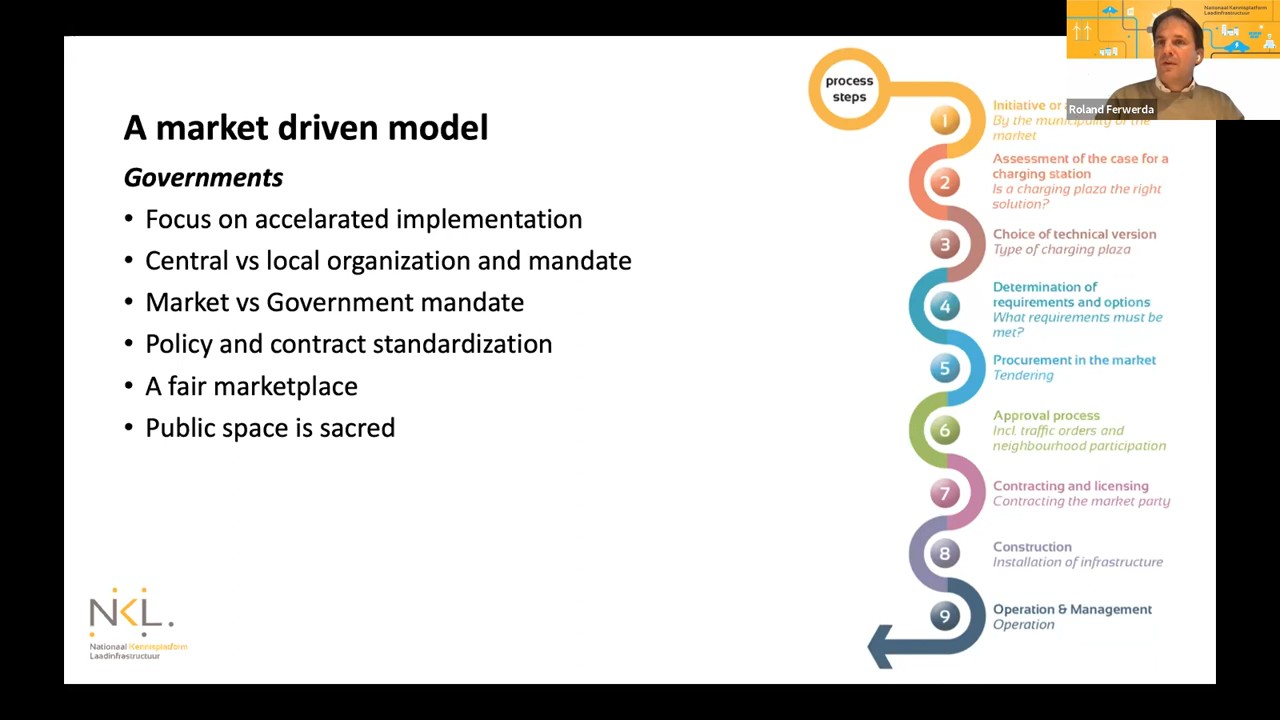 A market driven model
Governments
• Focus on accelarated implementation
• Central vs local organization and mandate
• Market vs Government mandate
• Policy and contract standardization
• A fair marketplace
• Public space is sacred
NKL.
Nationaal Kennisplatform
Laadinfrastructuur
process
steps
1
Initiative or
By the municipality or the
market
2
Assessment of the case for a
charging station
Is a charging plaza the right
solution?
3
Choice of technical version
Type of charging plaza
4
Determination of
requirements and options
What requirements must be
met?
5
Procurement in the market
Tendering
6
Approval process
Incl. traffic orders and
neighbourhood participation
7
Contracting and licensing
Contracting the market party
8
Construction
Installation of infrastructure
9
Operation & Management
Operation
Nationaal Kennisplatform
Laadinfrastructuur
Roland Ferwerda